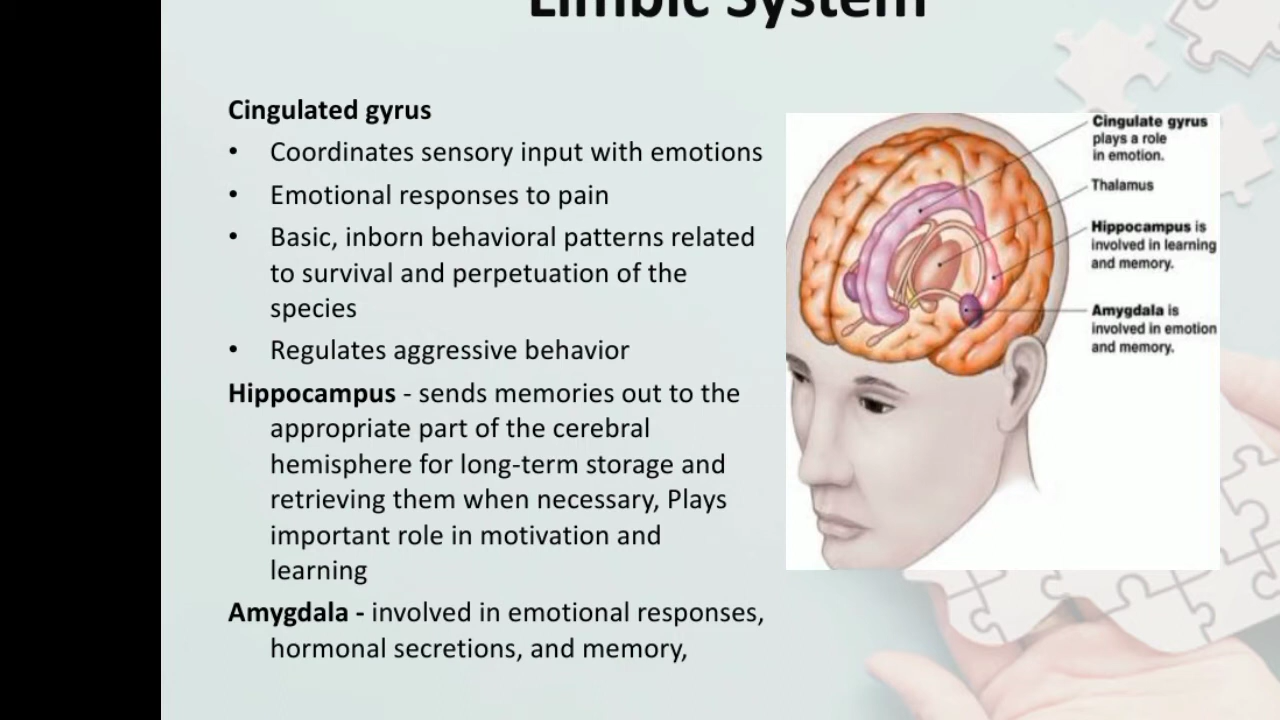 Limbic System
Cingulated gyrus
• Coordinates sensory input with emotions
• Emotional responses to pain
• Basic, inborn behavioral patterns related
to survival and perpetuation of the
species
• Regulates aggressive behavior
Hippocampus - sends memories out to the
appropriate part of the cerebral
hemisphere for long-term storage and
retrieving them when necessary, Plays
important role in motivation and
learning
Amygdala - involved in emotional responses,
hormonal secretions, and memory,
Cingulate gyrus
plays a role
in emotion.
Thalamus
Hippocampus is
involved in learning
and memory.
Amygdala is
involved in emotion
and memory.